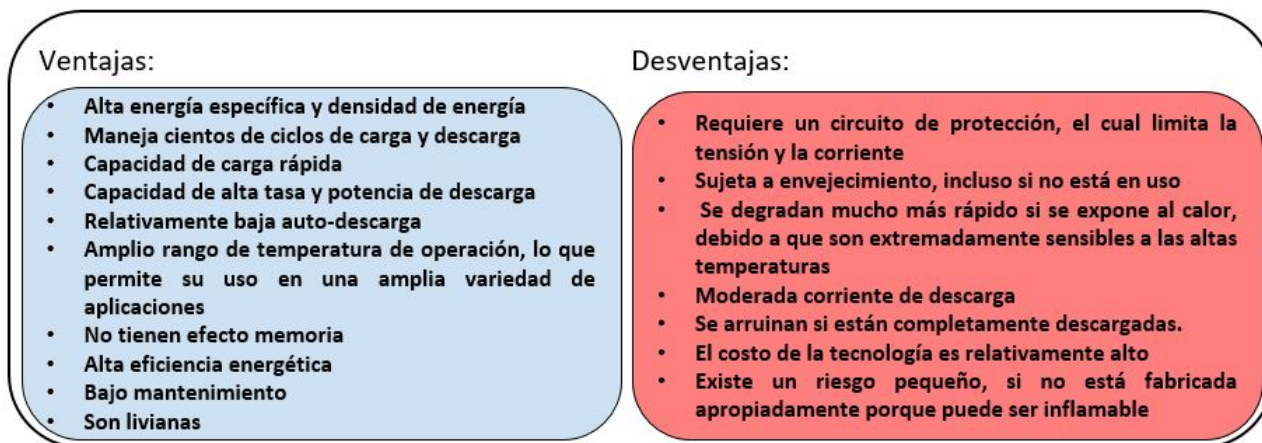 Ventajas:
• Alta energía específica y densidad de energía
• Maneja cientos de ciclos de carga y descarga
• Capacidad de carga rápida
• Capacidad de alta tasa y potencia de descarga
• Relativamente baja auto-descarga
• Amplio rango de temperatura de operación, lo que
permite su uso en una amplia variedad de
aplicaciones
• No tienen efecto memoria
• Alta eficiencia energética
• Bajo mantenimiento
• Son livianas
Desventajas:
• Requiere un circuito de protección, el cual limita la
tensión y la corriente
• Sujeta a envejecimiento, incluso si no está en uso
• Se degradan mucho más rápido si se expone al calor,
debido a que son extremadamente sensibles a las altas
temperaturas
• Moderada corriente de descarga
• Se arruinan si están completamente descargadas.
• El costo de la tecnología es relativamente alto
• Existe un riesgo pequeño, si no está fabricada
apropiadamente porque puede ser inflamable